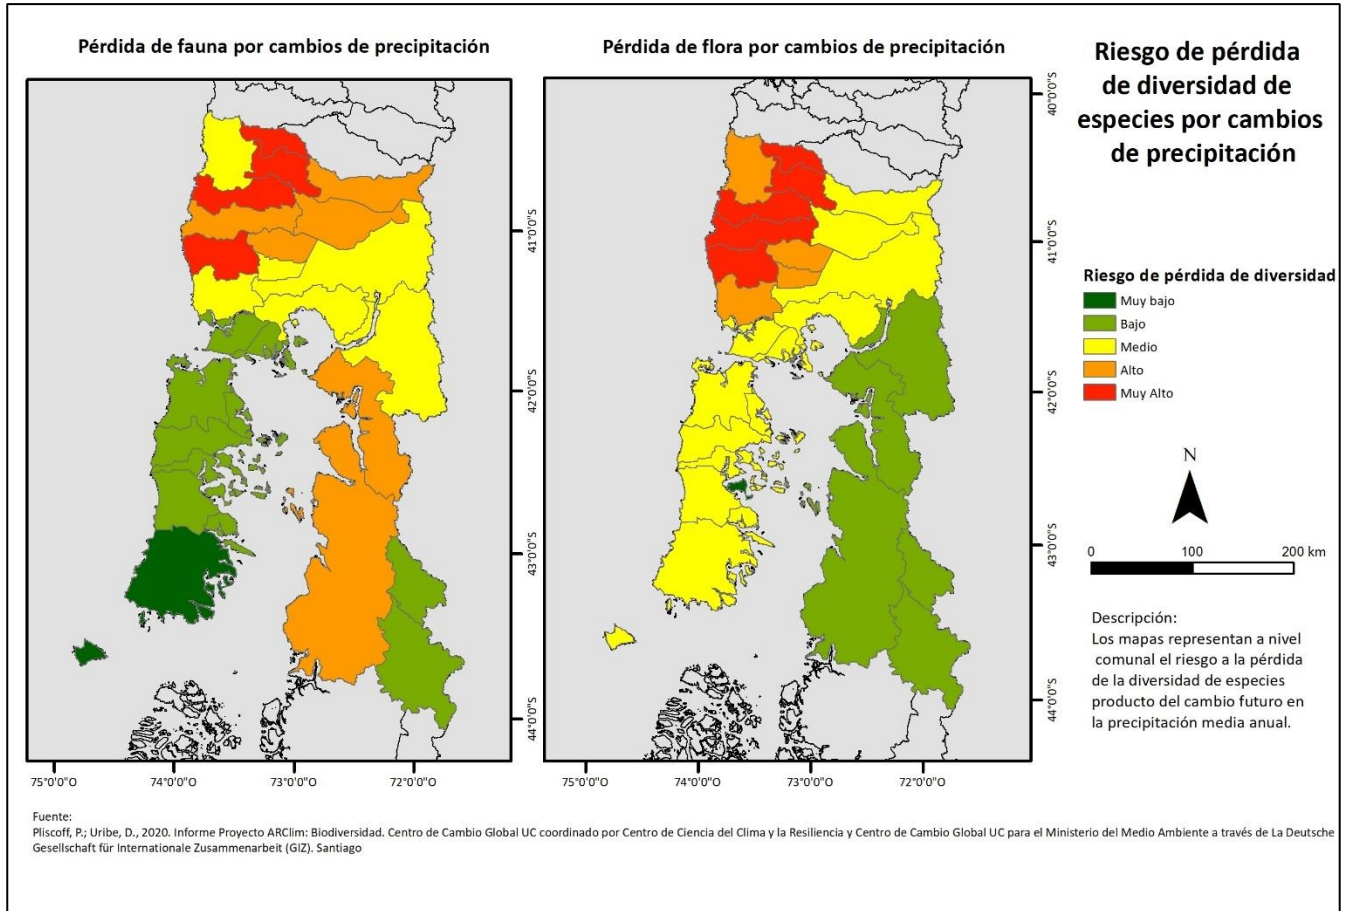 Pérdida de fauna por cambios de precipitación
Pérdida de flora por cambios de precipitación
Riesgo de pérdida
de diversidad de
especies por cambios
de precipitación
40°0'0"S
41°0'0"S
41°0'0"S
42°0'0"S
42°0'0"S
43°0'0"S
43°0'0"S
44°0'0"S
44°0'0"S
75°0'0"O
74°0'0"O
73°0'0"O
72°0'0"O
75°0'0"O
74°0'0"O
73°0'0"O
72°0'0"O
Riesgo de pérdida de diversidad
Muy bajo
Bajo
Medio
Alto
Muy Alto
N
0 100 200 km
Descripción:
Los mapas representan a nivel
comunal el riesgo a la pérdida
de la diversidad de especies
producto del cambio futuro en
la precipitación media anual.
Fuente:
Pliscoff, P.; Uribe, D., 2020. Informe Proyecto ARClim: Biodiversidad. Centro de Cambio Global UC coordinado por Centro de Ciencia del Clima y la Resiliencia y Centro de Cambio Global UC para el Ministerio del Medio Ambiente a través de La Deutsche
Gesellschaft für Internationale Zusammenarbeit (GIZ). Santiago